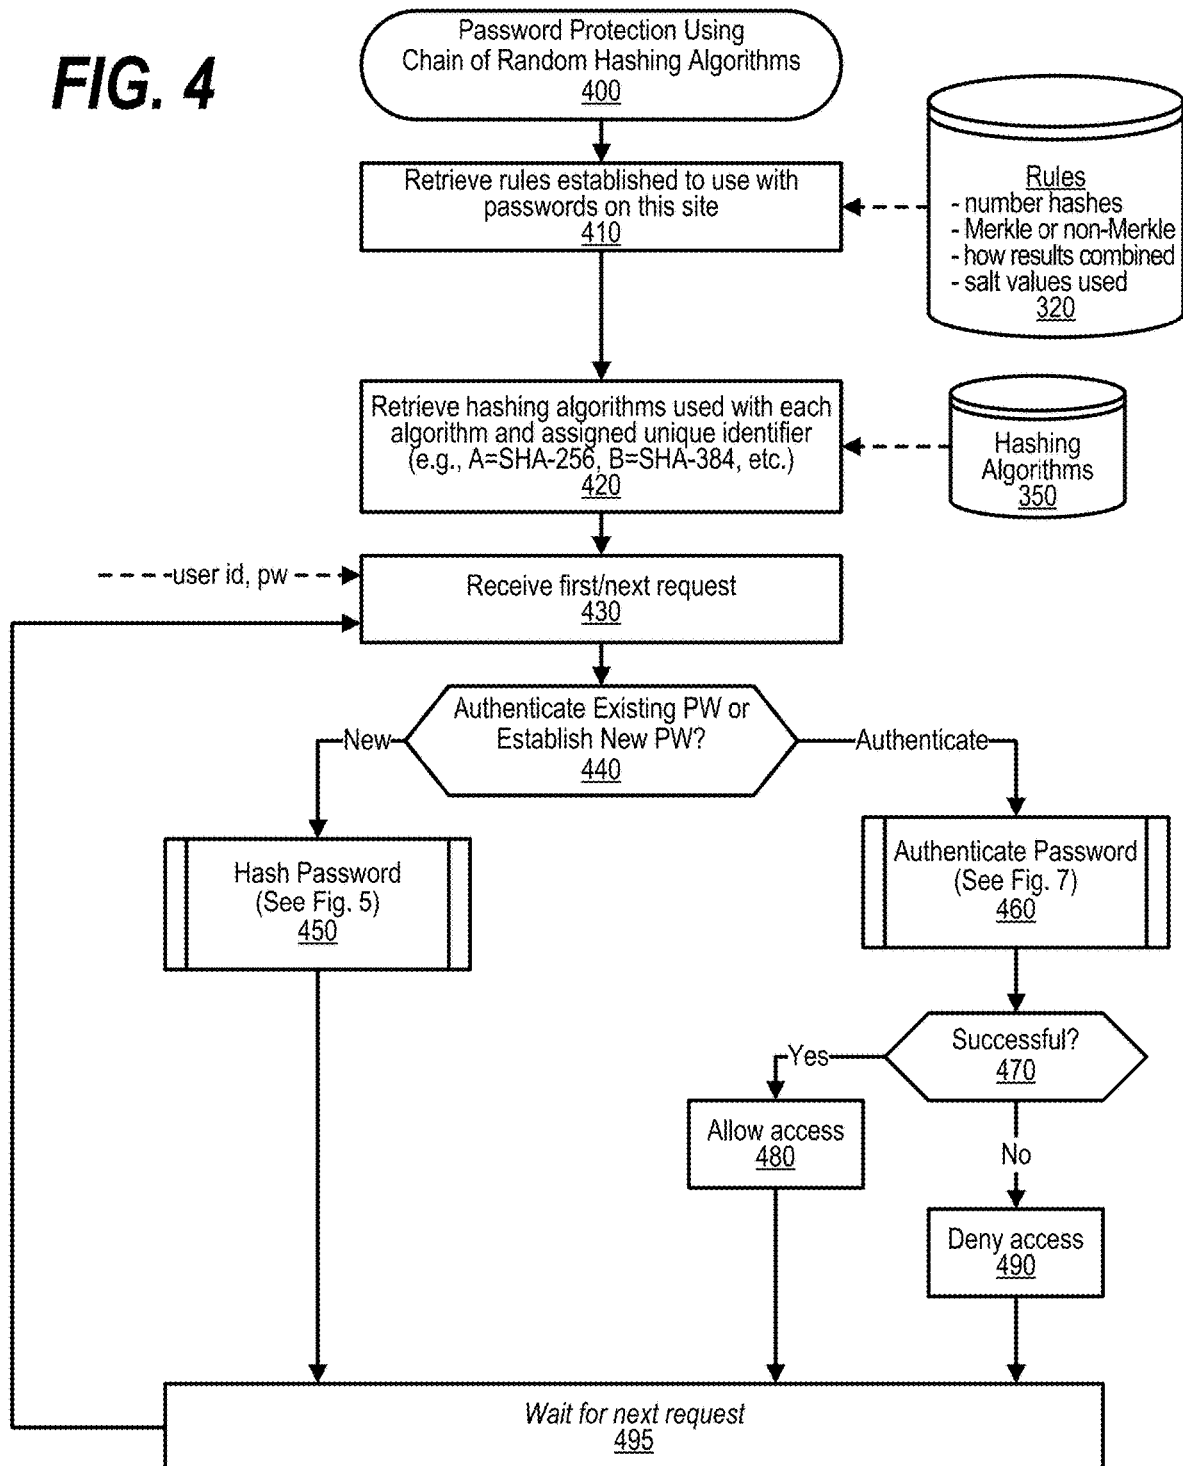 FIG. 4
Password Protection Using
Chain of Random Hashing Algorithms
400
Retrieve rules established to use with
passwords on this site
410
Rules
- number hashes
- Merkle or non-Merkle
- how results combined
- salt values used
320
Retrieve hashing algorithms used with each
algorithm and assigned unique identifier
(e.g., A=SHA-256, B=SHA-384, etc.)
420
Hashing
Algorithms
350
user id, pw
Receive first/next request
430
Authenticate Existing PW or
Establish New PW?
440
New
Authenticate
Hash Password
(See Fig. 5)
450
Authenticate Password
(See Fig. 7)
460
Successful?
470
Yes
Allow access
480
No
Deny access
490
Wait for next request
495